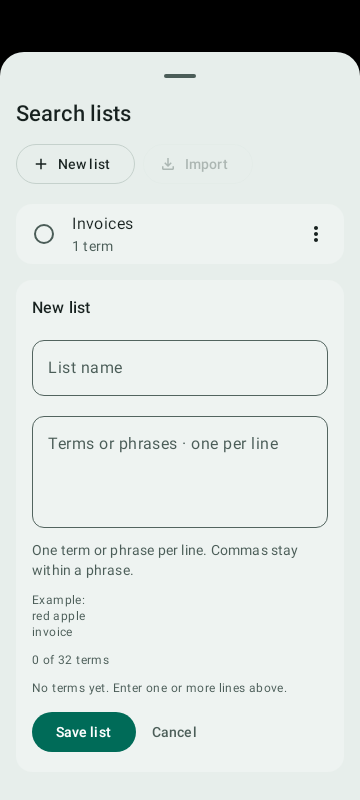 Search lists
New list
Import
Invoices
1 term
New list
List name
Terms or phrases · one per line
One term or phrase per line. Commas stay
within a phrase.
Example:
red apple
invoice
0 of 32 terms
No terms yet. Enter one or more lines above.
Save list
Cancel